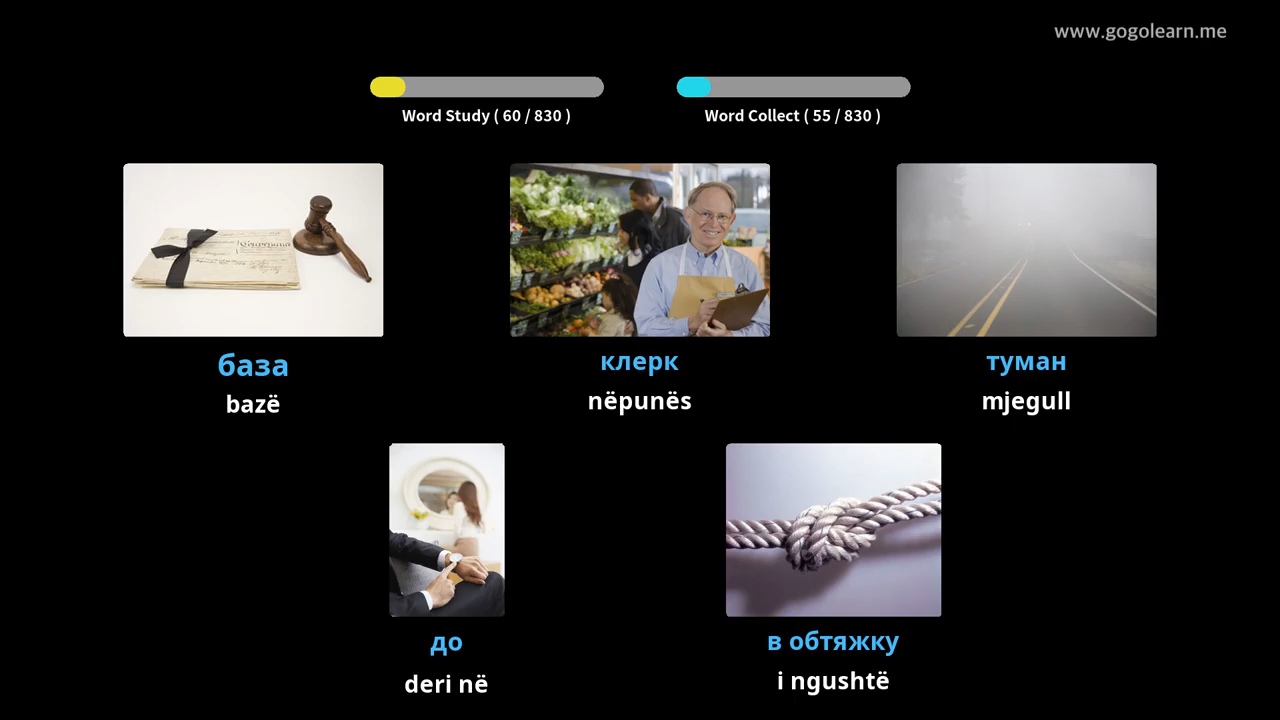 www.gogolearn.me
Word Study ( 60 / 830 )
Word Collect ( 55 / 830 )
база
bazë
клерк
nëpunës
туман
mjegull
до
deri në
в обтяжку
i ngushtë